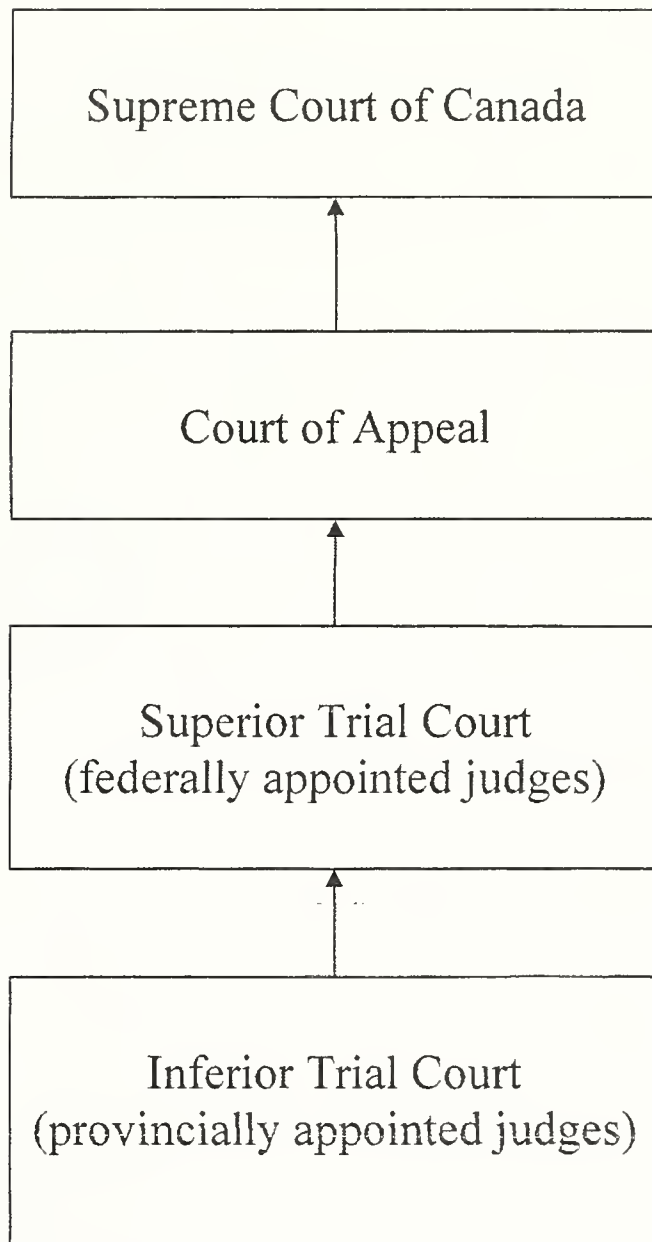 Supreme Court of Canada
Court of Appeal
Superior Trial Court
(federally appointed judges)
Inferior Trial Court
(provincially appointed judges)